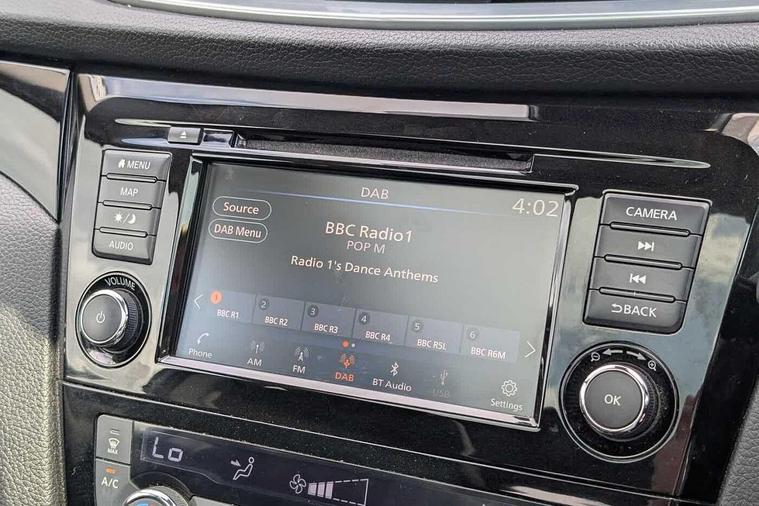 MENU
MAP
AUDIO
VOLUME
DAB
4:02
Source
DAB Menu
BBC Radio1
POP M
Radio 1's Dance Anthems
1 BBC R1
2 BBC R2
3 BBC R3
4 BBC R4
5 BBC R5L
6 BBC R6M
Phone
AM
FM
DAB
BT Audio
USB
Settings
CAMERA
BACK
OK
MAX
A/C
Lo